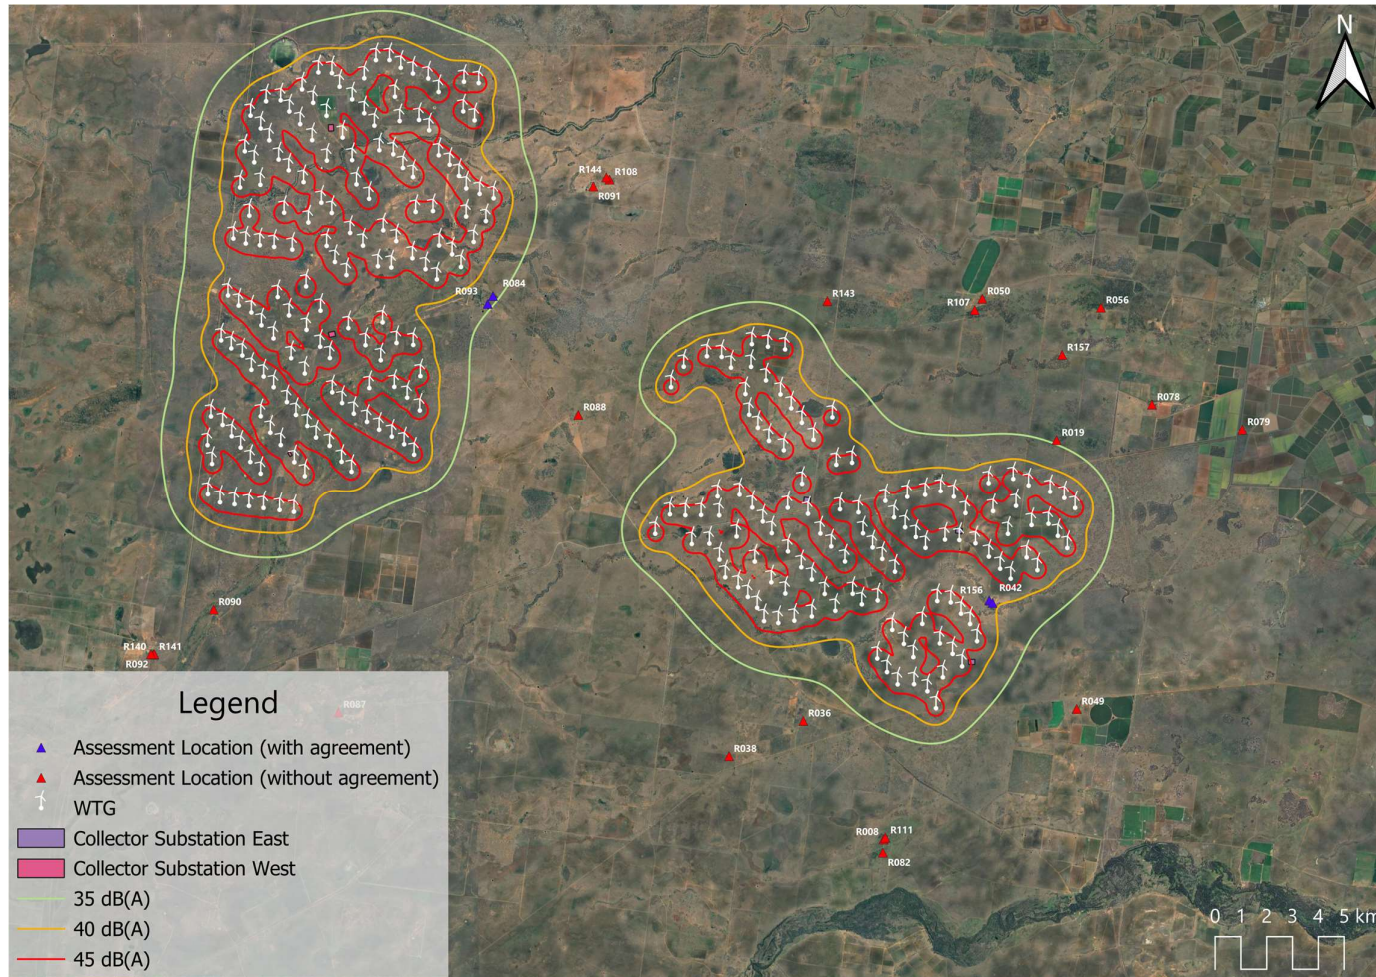 N
R144
R108
R091
R084
R093
R143
R050
R107
R056
R157
R088
R078
R079
R019
R156
R042
R090
R140
R141
R092
R087
R036
R049
R038
R008
R111
R082
Legend
Assessment Location (with agreement)
Assessment Location (without agreement)
WTG
Collector Substation East
Collector Substation West
35 dB(A)
40 dB(A)
45 dB(A)
0 1 2 3 4 5 km